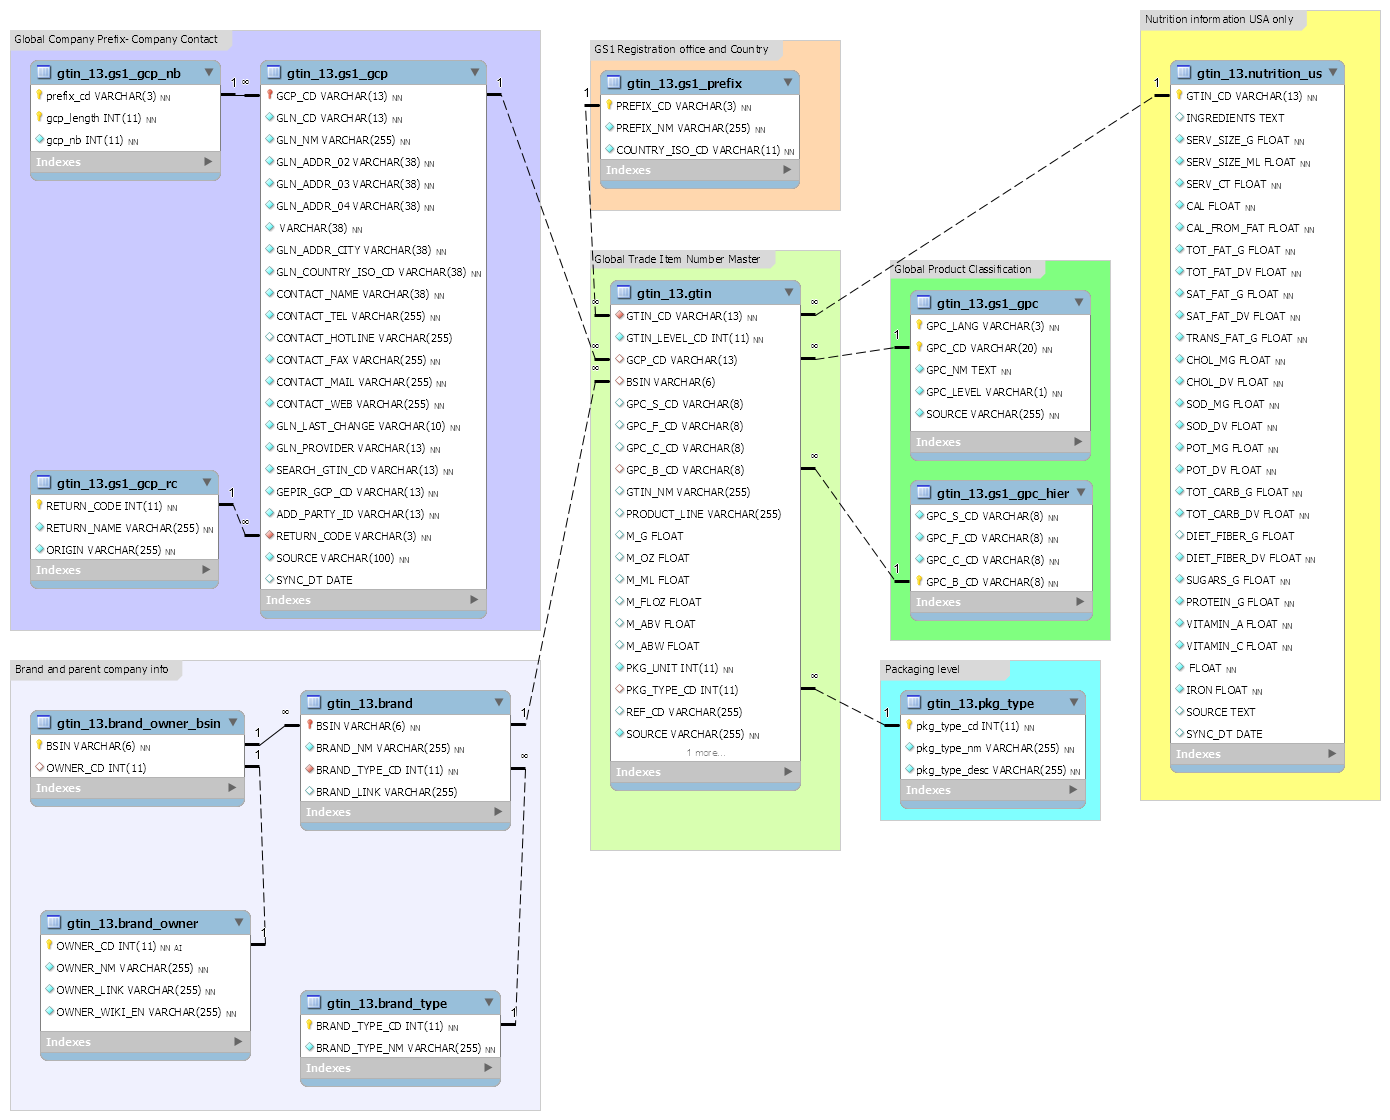 Global Company Prefix- Company Contact
gtin_13.gs1_gcp_nb
prefix_cd VARCHAR(3) NN
gcp_length INT(11) NN
gcp_nb INT(11) NN
Indexes
1 ∞
gtin_13.gs1_gcp
GCP_CD VARCHAR(13) NN
GLN_CD VARCHAR(13) NN
GLN_NM VARCHAR(255) NN
GLN_ADDR_02 VARCHAR(38) NN
GLN_ADDR_03 VARCHAR(38) NN
GLN_ADDR_04 VARCHAR(38) NN
VARCHAR(38) NN
GLN_ADDR_CITY VARCHAR(38) NN
GLN_COUNTRY_ISO_CD VARCHAR(38) NN
CONTACT_NAME VARCHAR(38) NN
CONTACT_TEL VARCHAR(255) NN
CONTACT_HOTLINE VARCHAR(255)
CONTACT_FAX VARCHAR(255) NN
CONTACT_MAIL VARCHAR(255) NN
CONTACT_WEB VARCHAR(255) NN
GLN_LAST_CHANGE VARCHAR(10) NN
GLN_PROVIDER VARCHAR(13) NN
SEARCH_GTIN_CD VARCHAR(13) NN
GEPIR_GCP_CD VARCHAR(13) NN
ADD_PARTY_ID VARCHAR(13) NN
RETURN_CODE VARCHAR(3) NN
SOURCE VARCHAR(100) NN
SYNC_DT DATE
Indexes
1
gtin_13.gs1_gcp_rc
RETURN_CODE INT(11) NN
RETURN_NAME VARCHAR(255) NN
ORIGIN VARCHAR(255) NN
Indexes
1
∞
Brand and parent company info
gtin_13.brand_owner_bsin
BSIN VARCHAR(6) NN
OWNER_CD INT(11)
Indexes
1
1
∞
gtin_13.brand
BSIN VARCHAR(6) NN
BRAND_NM VARCHAR(255) NN
BRAND_TYPE_CD INT(11) NN
BRAND_LINK VARCHAR(255)
Indexes
1
∞
gtin_13.brand_owner
OWNER_CD INT(11) NN AI
OWNER_NM VARCHAR(255) NN
OWNER_LINK VARCHAR(255) NN
OWNER_WIKI_EN VARCHAR(255) NN
Indexes
1
gtin_13.brand_type
BRAND_TYPE_CD INT(11) NN
BRAND_TYPE_NM VARCHAR(255) NN
Indexes
1
GS1 Registration office and Country
gtin_13.gs1_prefix
PREFIX_CD VARCHAR(3) NN
PREFIX_NM VARCHAR(255) NN
COUNTRY_ISO_CD VARCHAR(11) NN
Indexes
1
Global Trade Item Number Master
gtin_13.gtin
GTIN_CD VARCHAR(13) NN
GTIN_LEVEL_CD INT(11) NN
GCP_CD VARCHAR(13)
BSIN VARCHAR(6)
GPC_S_CD VARCHAR(8)
GPC_F_CD VARCHAR(8)
GPC_C_CD VARCHAR(8)
GPC_B_CD VARCHAR(8)
GTIN_NM VARCHAR(255)
PRODUCT_LINE VARCHAR(255)
M_G FLOAT
M_OZ FLOAT
M_ML FLOAT
M_FLOZ FLOAT
M_ABV FLOAT
M_ABW FLOAT
PKG_UNIT INT(11) NN
PKG_TYPE_CD INT(11)
REF_CD VARCHAR(255)
SOURCE VARCHAR(255) NN
1 more...
Indexes
∞
∞
∞
∞
∞
∞
∞
Global Product Classification
gtin_13.gs1_gpc
GPC_LANG VARCHAR(3) NN
GPC_CD VARCHAR(20) NN
GPC_NM TEXT NN
GPC_LEVEL VARCHAR(1) NN
SOURCE VARCHAR(255) NN
Indexes
1
gtin_13.gs1_gpc_hier
GPC_S_CD VARCHAR(8) NN
GPC_F_CD VARCHAR(8) NN
GPC_C_CD VARCHAR(8) NN
GPC_B_CD VARCHAR(8) NN
Indexes
1
Packaging level
gtin_13.pkg_type
pkg_type_cd INT(11) NN
pkg_type_nm VARCHAR(255) NN
pkg_type_desc VARCHAR(255) NN
Indexes
1
Nutrition information USA only
gtin_13.nutrition_us
GTIN_CD VARCHAR(13) NN
INGREDIENTS TEXT
SERV_SIZE_G FLOAT NN
SERV_SIZE_ML FLOAT NN
SERV_CT FLOAT NN
CAL FLOAT NN
CAL_FROM_FAT FLOAT NN
TOT_FAT_G FLOAT NN
TOT_FAT_DV FLOAT NN
SAT_FAT_G FLOAT NN
SAT_FAT_DV FLOAT NN
TRANS_FAT_G FLOAT NN
CHOL_MG FLOAT NN
CHOL_DV FLOAT NN
SOD_MG FLOAT NN
SOD_DV FLOAT NN
POT_MG FLOAT NN
POT_DV FLOAT NN
TOT_CARB_G FLOAT NN
TOT_CARB_DV FLOAT NN
DIET_FIBER_G FLOAT NN
DIET_FIBER_DV FLOAT NN
SUGARS_G FLOAT NN
PROTEIN_G FLOAT NN
VITAMIN_A FLOAT NN
VITAMIN_C FLOAT NN
FLOAT NN
IRON FLOAT NN
SOURCE TEXT
SYNC_DT DATE
Indexes
1